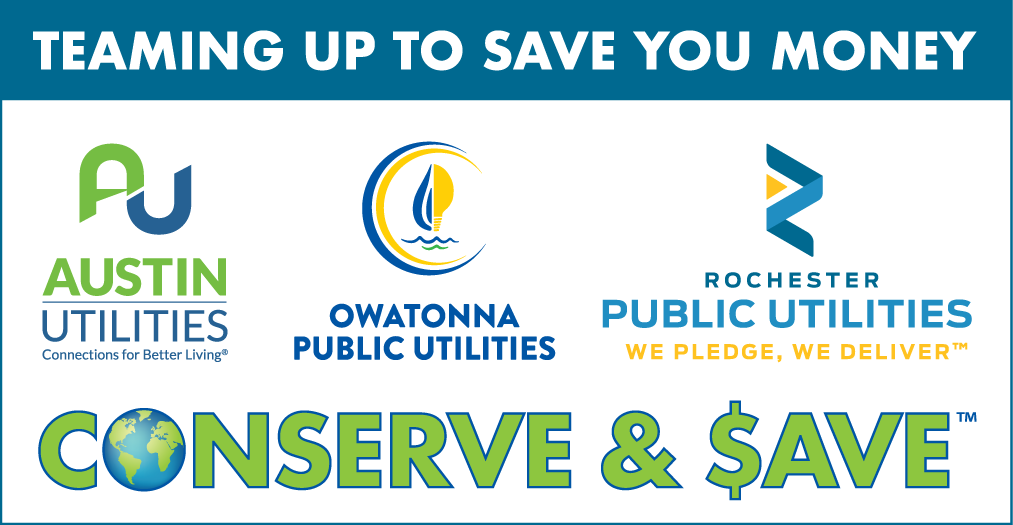 TEAMING UP TO SAVE YOU MONEY
AU
AUSTIN
UTILITIES
Connections for Better Living®
OWATONNA
PUBLIC UTILITIES
ROCHESTER
PUBLIC UTILITIES
WE PLEDGE, WE DELIVER™
CONSERVE & $AVE™